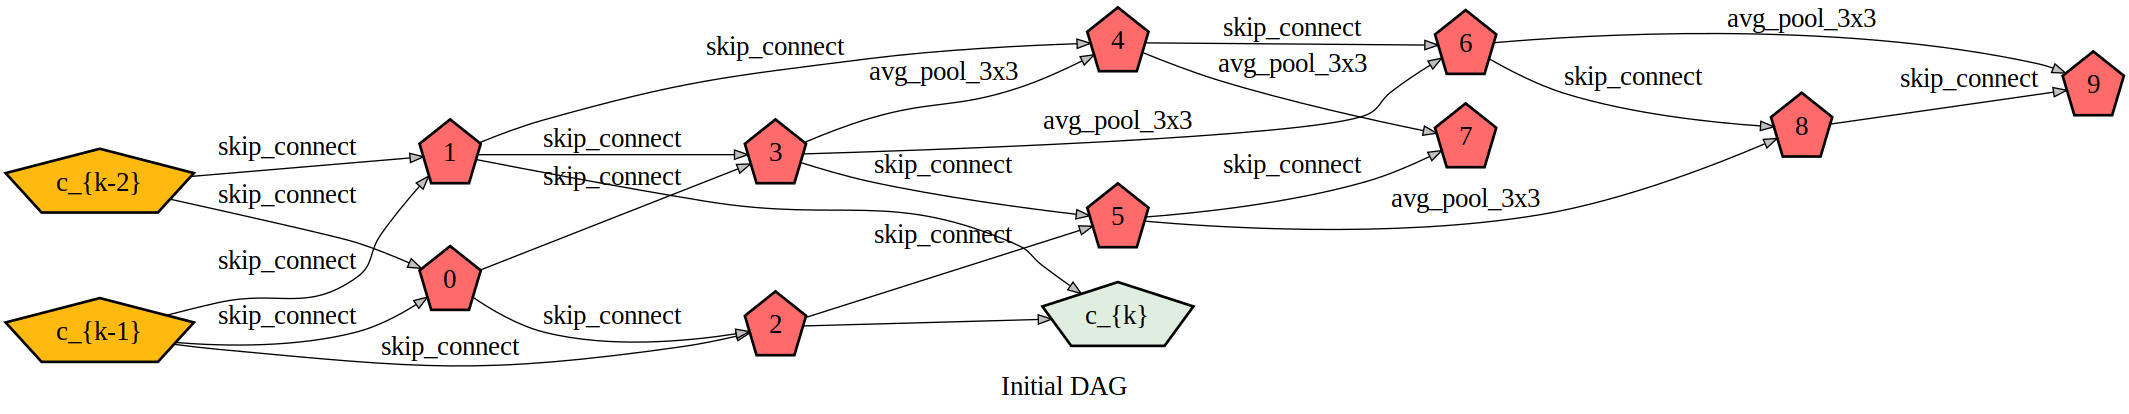 4
skip_connect
6
avg_pool_3x3
skip_connect
avg_pool_3x3
avg_pool_3x3
skip_connect
skip_connect
9
avg_pool_3x3
8
7
skip_connect
skip_connect
1
skip_connect
3
skip_connect
skip_connect
c_{k-2}
skip_connect
avg_pool_3x3
5
skip_connect
skip_connect
0
skip_connect
skip_connect
2
c_{k}
c_{k-1}
skip_connect
Initial DAG